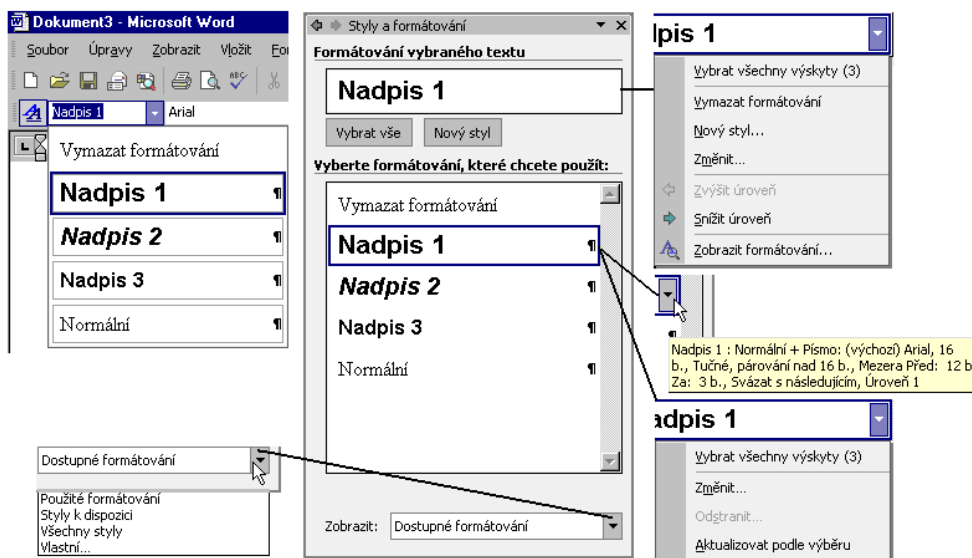 Dokument3 - Microsoft Word
Soubor Úpravy Zobrazit Vložit
Nadpis 1 Arial
Vymazat formátování
Nadpis 1 ¶
Nadpis 2 ¶
Nadpis 3 ¶
Normální ¶
Dostupné formátování
Použité formátování
Styly k dispozici
Všechny styly
Vlastní...
Styly a formátování
Formátování vybraného textu
Nadpis 1
Vybrat vše Nový styl
Vyberte formátování, které chcete použít:
Vymazat formátování
Nadpis 1 ¶
Nadpis 2 ¶
Nadpis 3 ¶
Normální ¶
Zobrazit: Dostupné formátování
dpis 1
Vybrat všechny výskyty (3)
Vymazat formátování
Nový styl...
Změnit...
Zvýšit úroveň
Snížit úroveň
Zobrazit formátování...
Nadpis 1 : Normální + Písmo: (výchozí) Arial, 16
b., Tučné, párování nad 16 b., Mezera Před: 12 b
Za: 3 b., Svázat s následujícím, Úroveň 1
adpis 1
Vybrat všechny výskyty (3)
Změnit...
Odstranit...
Aktualizovat podle výběru